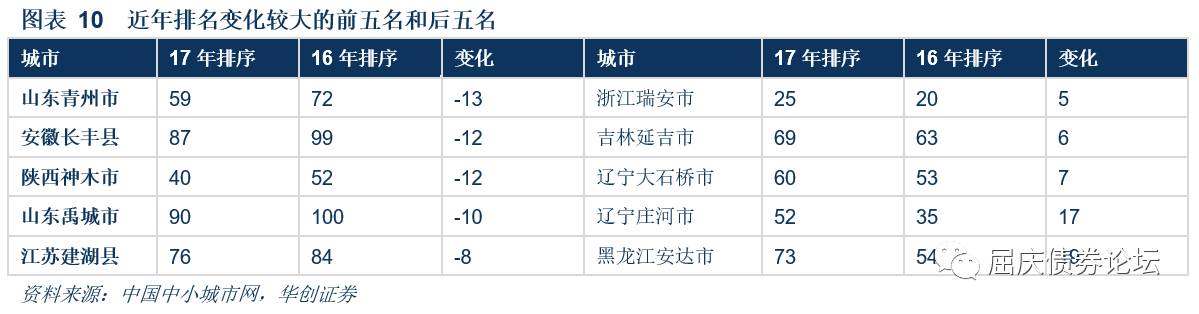 图表 10 近年排名变化较大的前五名和后五名
城市 17 年排序 16 年排序 变化 城市 17 年排序 16 年排序 变化
山东青州市 59 72 -13 浙江瑞安市 25 20 5
安徽长丰县 87 99 -12 吉林延吉市 69 63 6
陕西神木市 40 52 -12 辽宁大石桥市 60 53 7
山东禹城市 90 100 -10 辽宁庄河市 52 35 17
江苏建湖县 76 84 -8 黑龙江安达市 73 54
屈庆债券论坛
资料来源：中国中小城市网，华创证券